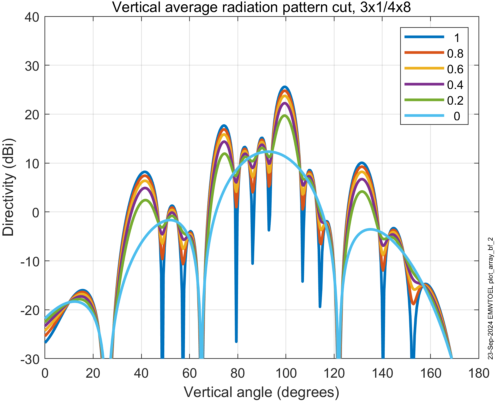 Vertical average radiation pattern cut, 3x1/4x8
40
30
20
10
0
-10
-20
-30
Directivity (dBi)
1
0.8
0.6
0.4
0.2
0
0 20 40 60 80 100 120 140 160 180
Vertical angle (degrees)
23-Sep-2024 EMWTOEL plot_array_bf_2